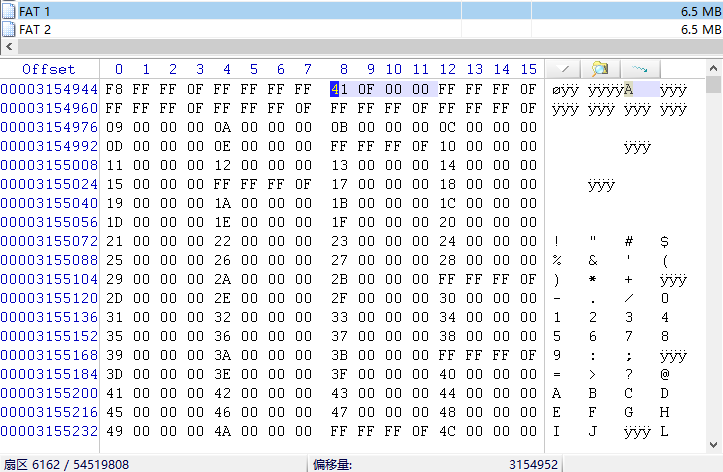 FAT 1 6.5 MB
FAT 2 6.5 MB
Offset 0 1 2 3 4 5 6 7 8 9 10 11 12 13 14 15
00003154944 F8 FF FF 0F FF FF FF FF 41 0F 00 00 FF FF FF 0F øÿÿ ÿÿÿÿA ÿÿÿ
00003154960 FF FF FF 0F FF FF FF 0F FF FF FF 0F FF FF FF 0F ÿÿÿ ÿÿÿ ÿÿÿ ÿÿÿ
00003154976 09 00 00 00 0A 00 00 00 0B 00 00 00 0C 00 00 00
00003154992 0D 00 00 00 0E 00 00 00 FF FF FF 0F 10 00 00 00 ÿÿÿ
00003155008 11 00 00 00 12 00 00 00 13 00 00 00 14 00 00 00
00003155024 15 00 00 00 FF FF FF 0F 17 00 00 00 18 00 00 00 ÿÿÿ
00003155040 19 00 00 00 1A 00 00 00 1B 00 00 00 1C 00 00 00
00003155056 1D 00 00 00 1E 00 00 00 1F 00 00 00 20 00 00 00
00003155072 21 00 00 00 22 00 00 00 23 00 00 00 24 00 00 00 ! " # $
00003155088 25 00 00 00 26 00 00 00 27 00 00 00 28 00 00 00 % & ' (
00003155104 29 00 00 00 2A 00 00 00 2B 00 00 00 FF FF FF 0F ) * + ÿÿÿ
00003155120 2D 00 00 00 2E 00 00 00 2F 00 00 00 30 00 00 00 - . / 0
00003155136 31 00 00 00 32 00 00 00 33 00 00 00 34 00 00 00 1 2 3 4
00003155152 35 00 00 00 36 00 00 00 37 00 00 00 38 00 00 00 5 6 7 8
00003155168 39 00 00 00 3A 00 00 00 3B 00 00 00 FF FF FF 0F 9 : ; ÿÿÿ
00003155184 3D 00 00 00 3E 00 00 00 3F 00 00 00 40 00 00 00 = > ? @
00003155200 41 00 00 00 42 00 00 00 43 00 00 00 44 00 00 00 A B C D
00003155216 45 00 00 00 46 00 00 00 47 00 00 00 48 00 00 00 E F G H
00003155232 49 00 00 00 4A 00 00 00 FF FF FF 0F 4C 00 00 00 I J ÿÿÿ L
扇区 6162 / 54519808 偏移量: 3154952